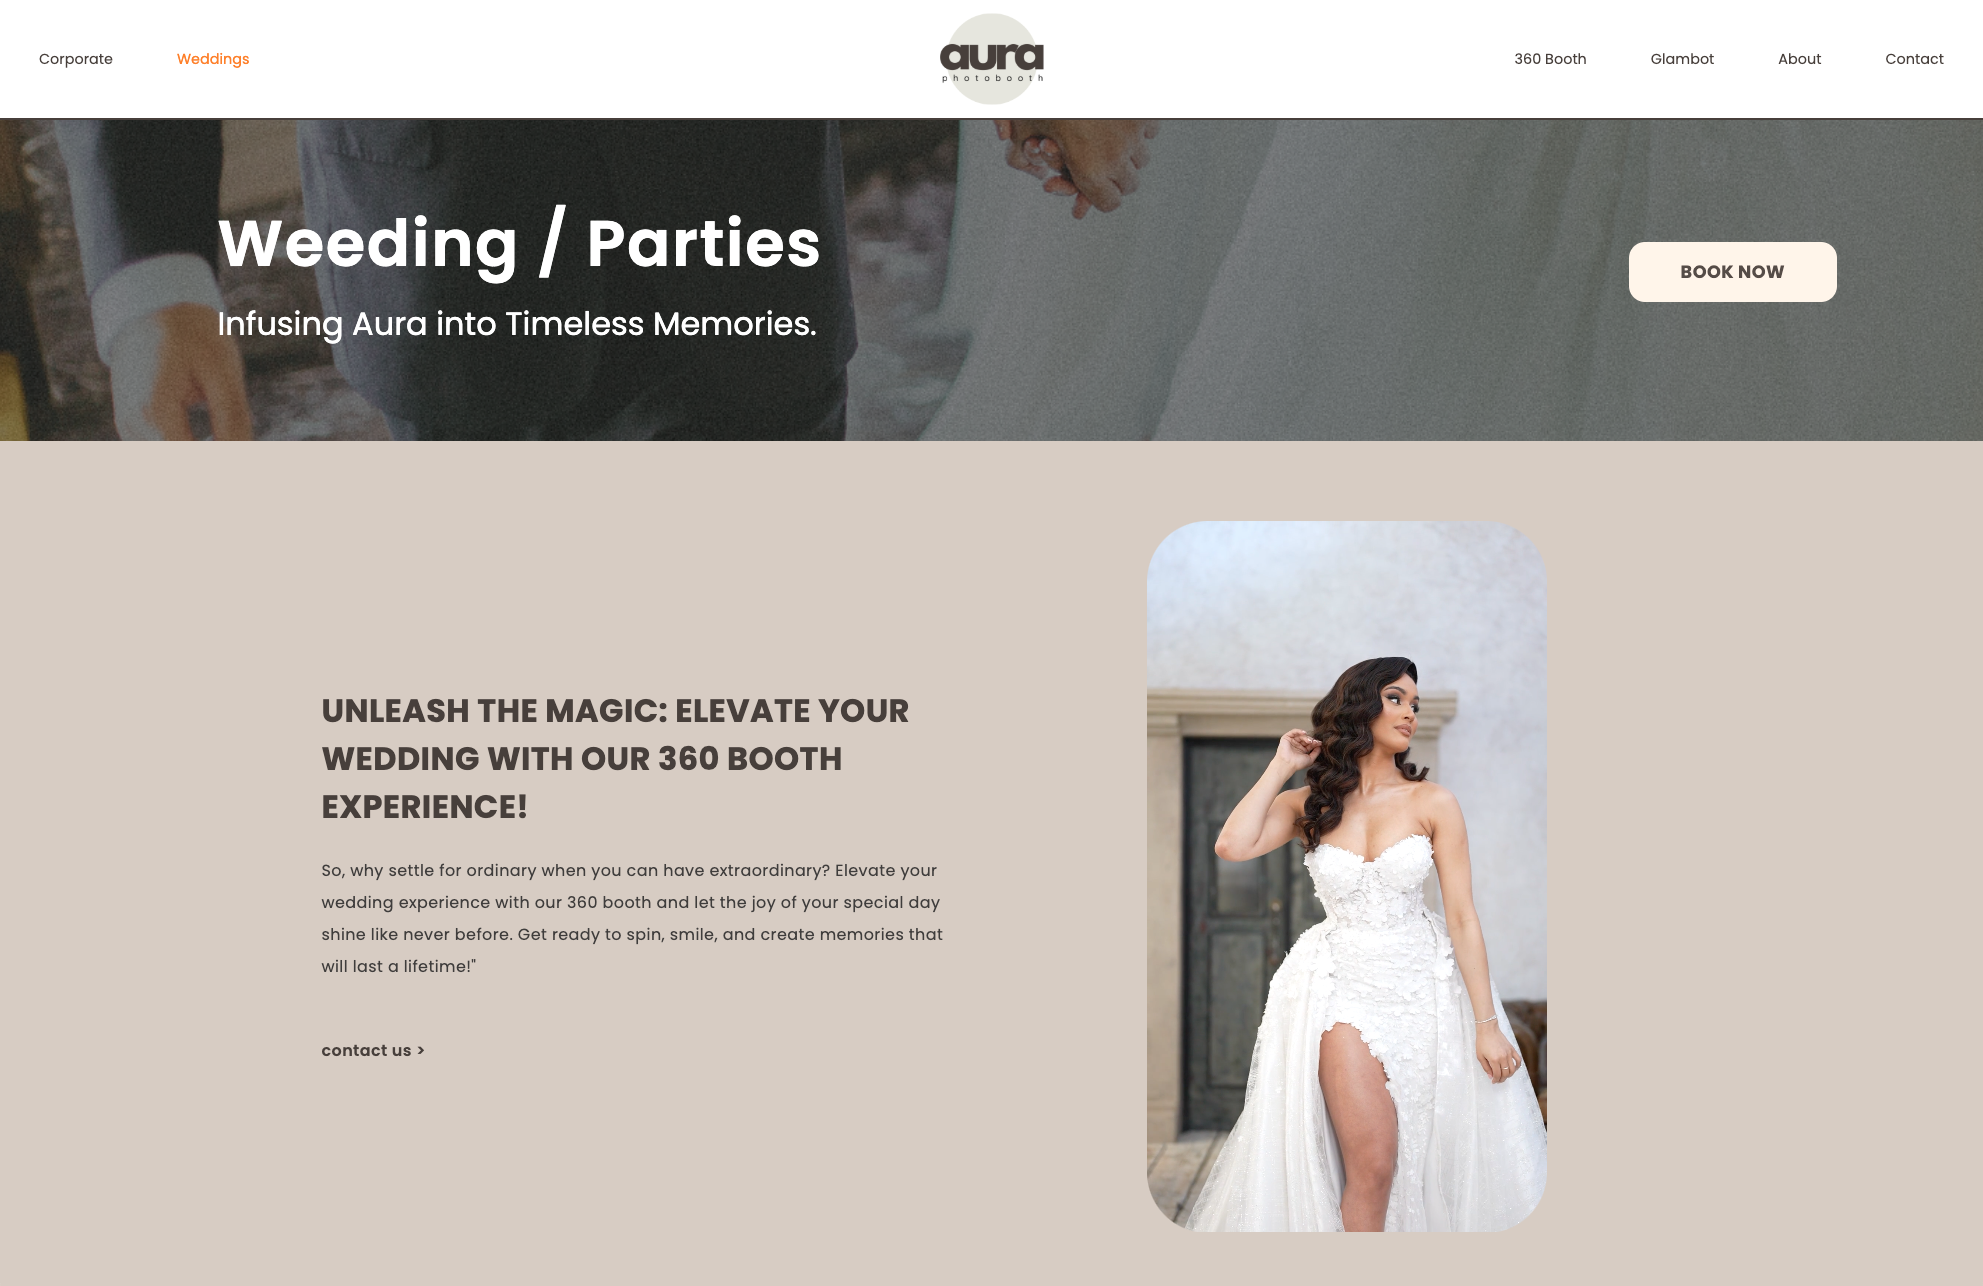 Corporate
Weddings
aura
photobooth
360 Booth
Glambot
About
Contact
Weeding / Parties
Infusing Aura into Timeless Memories.
BOOK NOW
UNLEASH THE MAGIC: ELEVATE YOUR
WEDDING WITH OUR 360 BOOTH
EXPERIENCE!
So, why settle for ordinary when you can have extraordinary? Elevate your
wedding experience with our 360 booth and let the joy of your special day
shine like never before. Get ready to spin, smile, and create memories that
will last a lifetime!"
contact us >